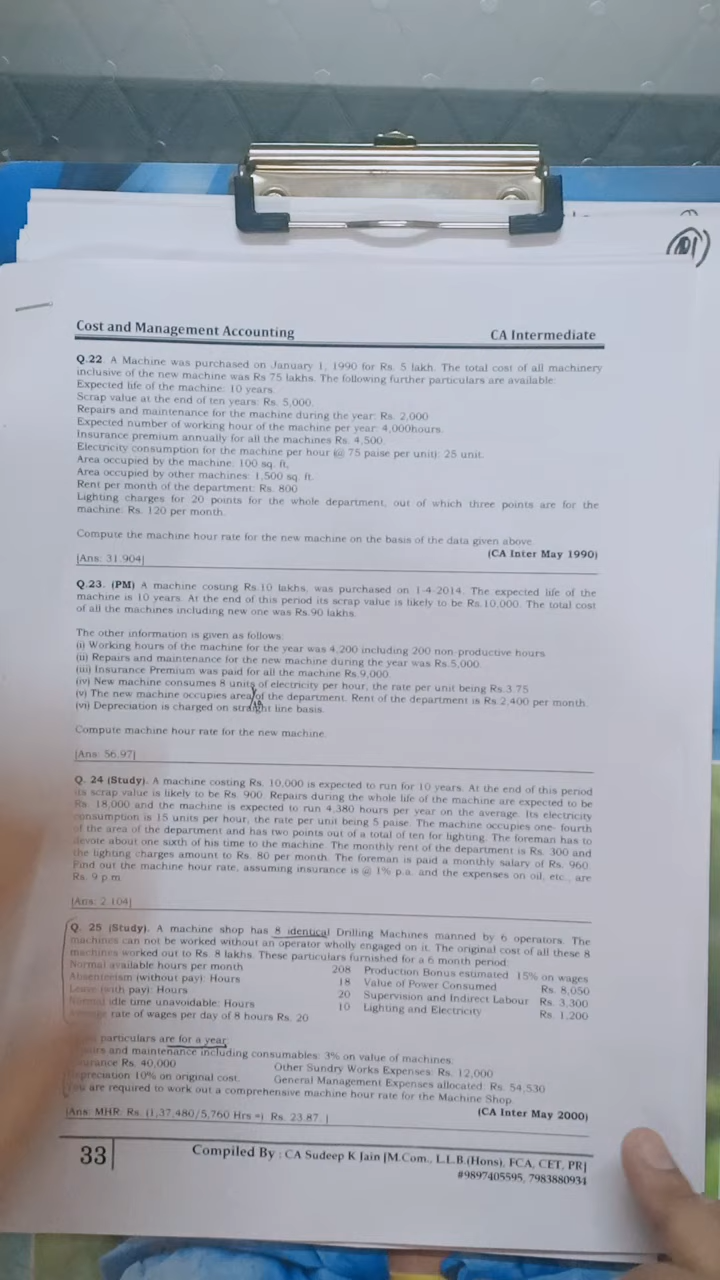 Cost and Management Accounting CA Intermediate
Q.22. A Machine was purchased on January 1, 1990 for Rs. 5 lakh. The total cost of all machinery
inclusive of the new machine was Rs 75 lakhs. The following further particulars are available:
Expected life of the machine: 10 years.
Scrap value at the end of ten years: Rs. 5,000.
Repairs and maintenance for the machine during the year: Rs. 2,000
Expected number of working hour of the machine per year: 4,000hours.
Insurance premium annually for all the machines Rs. 4,500.
Electricity consumption for the machine per hour (@ 75 paise per unit): 25 unit.
Area occupied by the machine: 100 sq. ft.
Area occupied by other machines: 1,500 sq. ft.
Rent per month of the department: Rs. 800
Lighting charges for 20 points for the whole department, out of which three points are for the
machine: Rs. 120 per month.
Compute the machine hour rate for the new machine on the basis of the data given above.
(CA Inter May 1990)
[Ans: 31.904]
Q.23. (PM) A machine costing Rs.10 lakhs, was purchased on 1-4-2014. The expected life of the
machine is 10 years. At the end of this period its scrap value is likely to be Rs.10,000. The total cost
of all the machines including new one was Rs.90 lakhs.
The other information is given as follows:
(i) Working hours of the machine for the year was 4,200 including 200 non-productive hours.
(ii) Repairs and maintenance for the new machine during the year was Rs.5,000.
(iii) Insurance Premium was paid for all the machine Rs.9,000.
(iv) New machine consumes 8 units of electricity per hour, the rate per unit being Rs.3.75
(v) The new machine occupies area of the department. Rent of the department is Rs.2,400 per month.
(vi) Depreciation is charged on straight line basis.
Compute machine hour rate for the new machine.
[Ans: 56.97]
Q. 24 (Study). A machine costing Rs. 10,000 is expected to run for 10 years. At the end of this period
its scrap value is likely to be Rs. 900. Repairs during the whole life of the machine are expected to be
Rs. 18,000 and the machine is expected to run 4,380 hours per year on the average. Its electricity
consumption is 15 units per hour, the rate per unit being 5 paise. The machine occupies one- fourth
of the area of the department and has two points out of a total of ten for lighting. The foreman has to
devote about one sixth of his time to the machine. The monthly rent of the department is Rs. 300 and
the lighting charges amount to Rs. 80 per month. The foreman is paid a monthly salary of Rs. 960.
Find out the machine hour rate, assuming insurance is @ 1% p.a. and the expenses on oil, etc., are
Rs. 9 p.m.
[Ans: 2.104]
Q. 25 (Study). A machine shop has 8 identical Drilling Machines manned by 6 operators. The
machines can not be worked without an operator wholly engaged on it. The original cost of all these 8
machines worked out to Rs. 8 lakhs. These particulars furnished for a 6 month period:
Normal available hours per month 208 Production Bonus estimated 15% on wages
Absenteeism (without pay): Hours 18 Value of Power Consumed Rs. 8,050
Leave (with pay): Hours 20 Supervision and Indirect Labour Rs. 3,300
Normal idle time unavoidable: Hours 10 Lighting and Electricity Rs. 1,200
rate of wages per day of 8 hours Rs. 20
particulars are for a year:
and maintenance including consumables: 3% on value of machines:
Rs. 40,000 Other Sundry Works Expenses: Rs. 12,000
10% on original cost. General Management Expenses allocated: Rs. 54,530
are required to work out a comprehensive machine hour rate for the Machine Shop.
(CA Inter May 2000)
[Ans: MHR: Rs. (1,37,480/5,760 Hrs =) Rs. 23.87. ]
33 Compiled By : CA Sudeep K Jain [M.Com., L.L.B.(Hons), FCA, CET, PR]
#9897405595, 7983880934